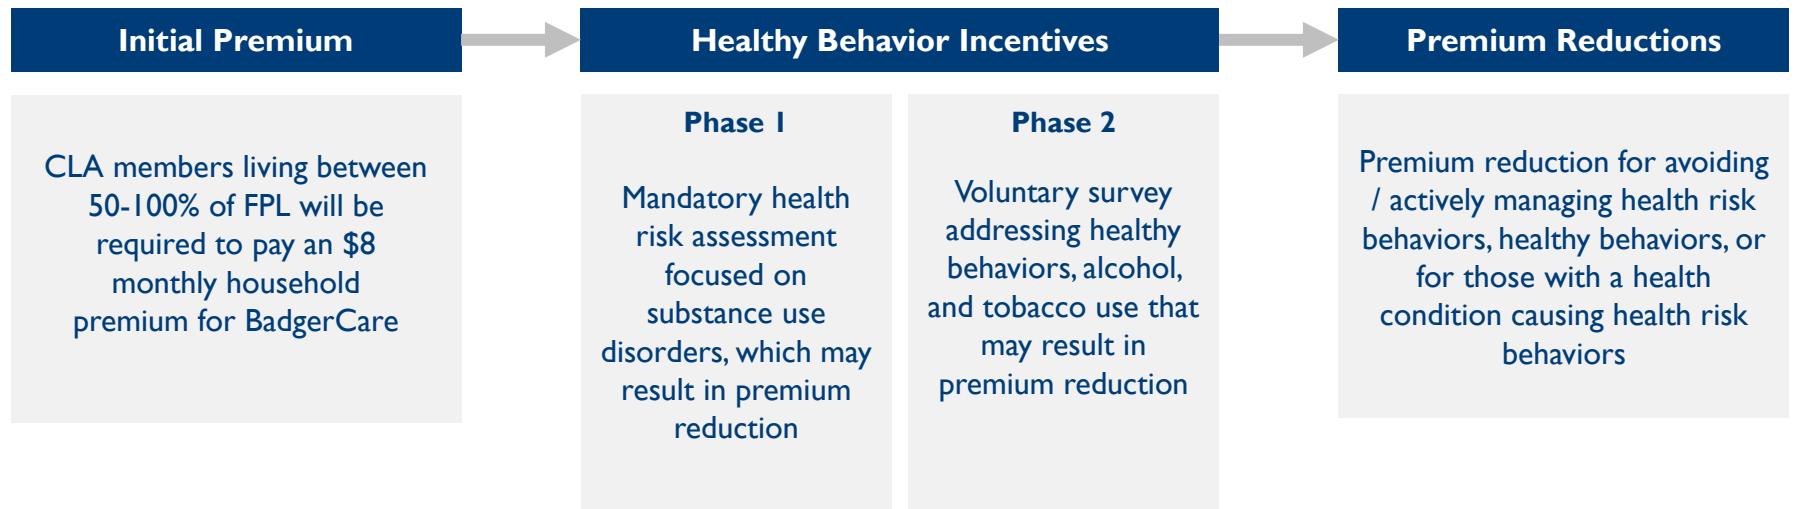 Initial Premium
Healthy Behavior Incentives
Premium Reductions
CLA members living between
50-100% of FPL will be
required to pay an $8
monthly household
premium for BadgerCare
Phase 1
Mandatory health
risk assessment
focused on
substance use
disorders, which may
result in premium
reduction
Phase 2
Voluntary survey
addressing healthy
behaviors, alcohol,
and tobacco use that
may result in
premium reduction
Premium reduction for avoiding
/ actively managing health risk
behaviors, healthy behaviors, or
for those with a health
condition causing health risk
behaviors